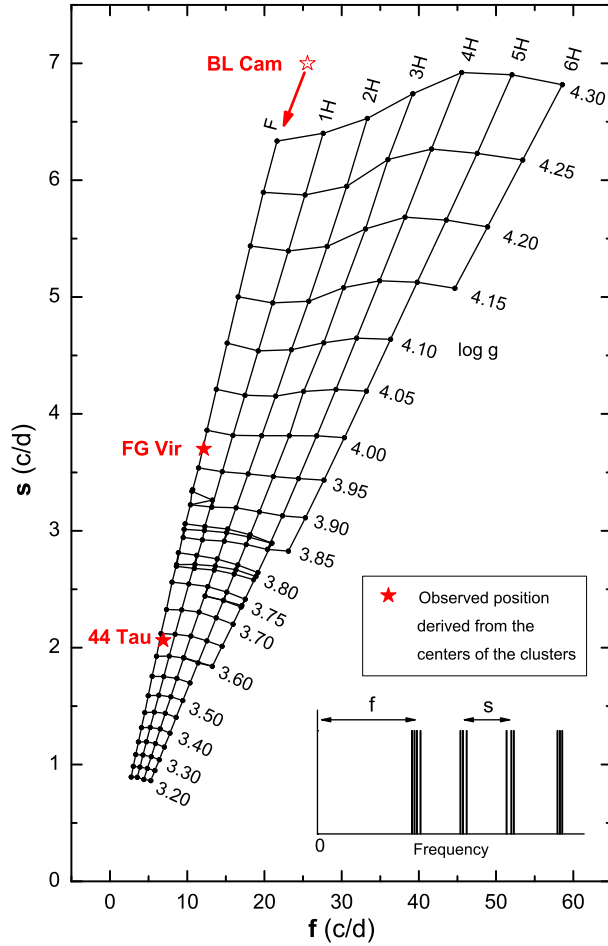 7
6
5
4
3
2
1
0
s (c/d)
BL Cam
F
1H
2H
3H
4H
5H
6H
4.30
4.25
4.20
4.15
4.10
log g
4.05
4.00
3.95
3.90
3.85
3.80
3.75
3.70
3.60
3.50
3.40
3.30
3.20
FG Vir
44 Tau
Observed position
derived from the
centers of the clusters
f
s
0
Frequency
0 10 20 30 40 50 60
f (c/d)